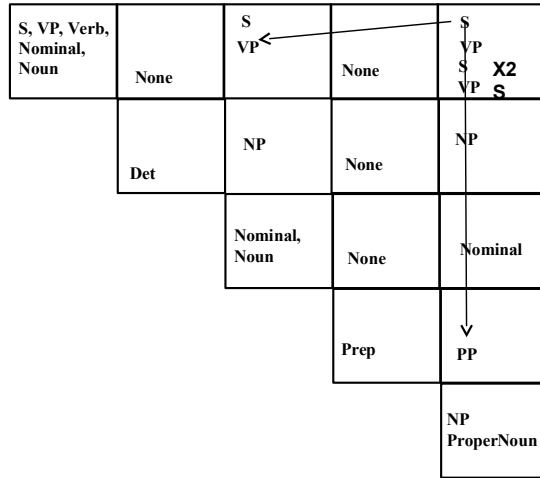 S, VP, Verb,
Nominal,
Noun
None
S
VP
None
S
VP
S
VP
X2
S
Det
NP
None
NP
Nominal,
Noun
None
Nominal
Prep
PP
NP
ProperNoun